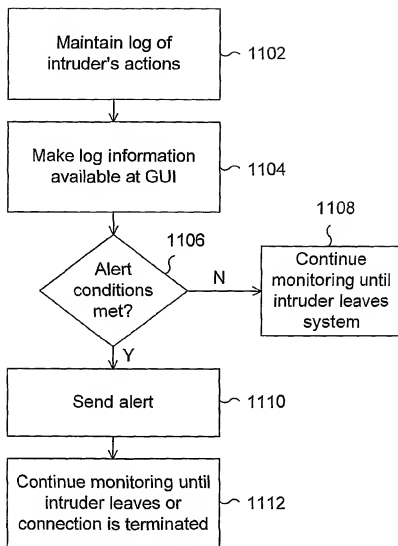 Maintain log of
intruder's actions
1102
Make log information
available at GUI
1104
1106
Alert
conditions
met?
N
1108
Continue
monitoring until
intruder leaves
system
Y
Send alert
1110
Continue monitoring until
intruder leaves or
connection is terminated
1112